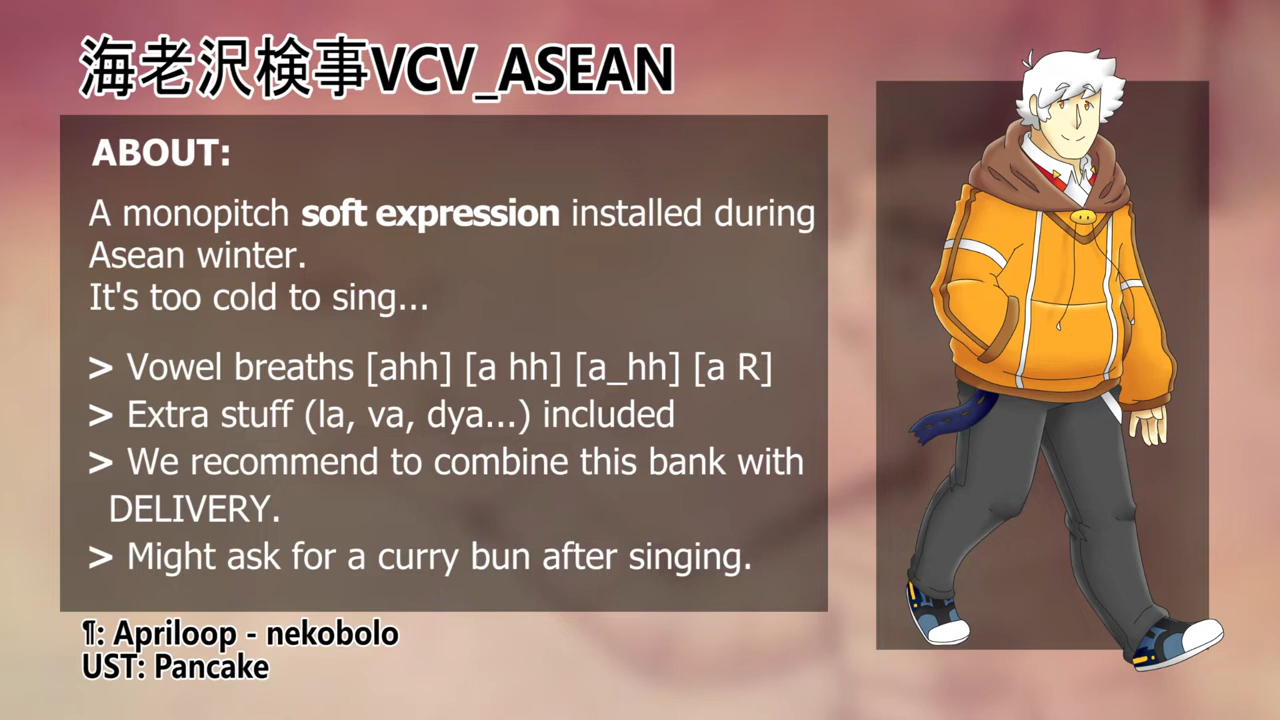 海老沢検事VCV_ASEAN
ABOUT:
A monopitch soft expression installed during
Asean winter.
It's too cold to sing...
> Vowel breaths [ahh] [a hh] [a_hh] [a R]
> Extra stuff (la, va, dya...) included
> We recommend to combine this bank with
DELIVERY.
> Might ask for a curry bun after singing.
¶: Apriloop - nekobolo
UST: Pancake